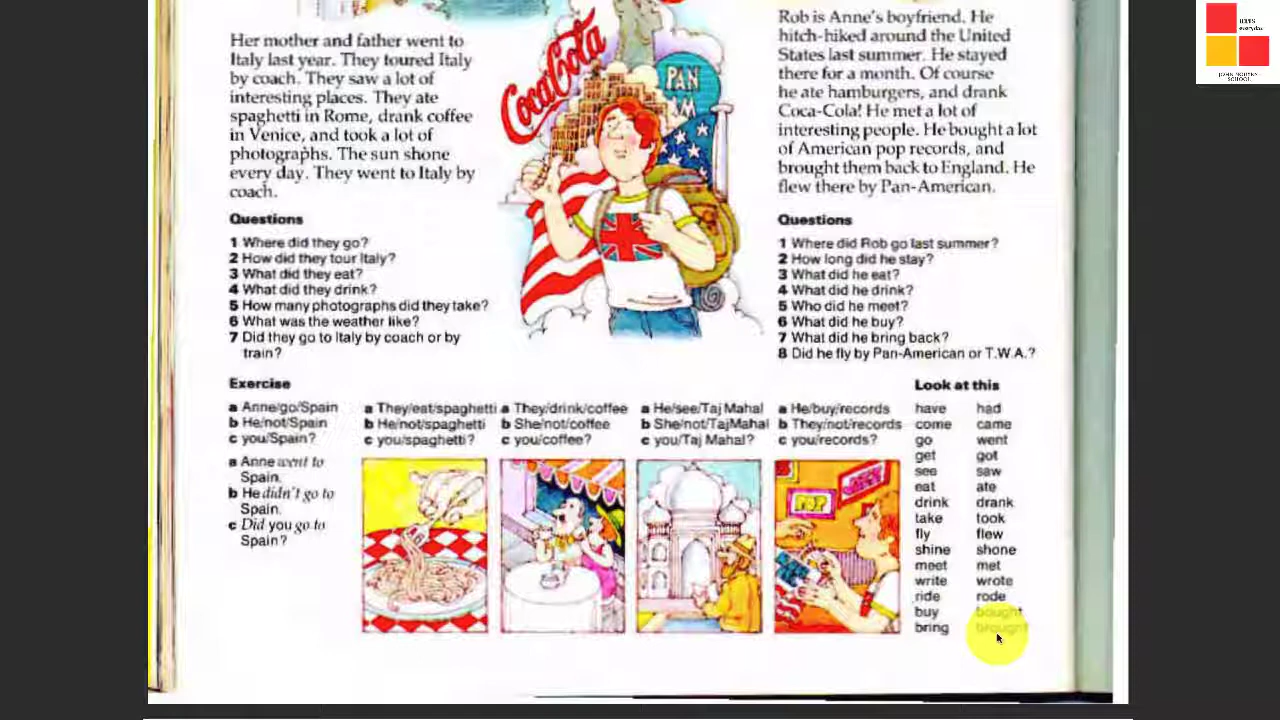 Her mother and father went to
Italy last year. They toured Italy
by coach. They saw a lot of
interesting places. They ate
spaghetti in Rome, drank coffee
in Venice, and took a lot of
photographs. The sun shone
every day. They went to Italy by
coach.
Questions
1 Where did they go?
2 How did they tour Italy?
3 What did they eat?
4 What did they drink?
5 How many photographs did they take?
6 What was the weather like?
7 Did they go to Italy by coach or by
train?
Coca Cola
PAN
AM
Rob is Anne's boyfriend. He
hitch-hiked around the United
States last summer. He stayed
there for a month. Of course
he ate hamburgers, and drank
Coca-Cola! He met a lot of
interesting people. He bought a lot
of American pop records, and
brought them back to England. He
flew there by Pan-American.
Questions
1 Where did Rob go last summer?
2 How long did he stay?
3 What did he eat?
4 What did he drink?
5 Who did he meet?
6 What did he buy?
7 What did he bring back?
8 Did he fly by Pan-American or T.W.A.?
Exercise
a Anne/go/Spain
b He/not/Spain
c you/Spain?
a Anne went to
Spain.
b He didn't go to
Spain.
c Did you go to
Spain?
a They/eat/spaghetti
b He/not/spaghetti
c you/spaghetti?
a They/drink/coffee
b She/not/coffee
c you/coffee?
a He/see/Taj Mahal
b She/not/TajMahal
c you/Taj Mahal?
a He/buy/records
b They/not/records
c you/records?
POP
Look at this
have had
come came
go went
get got
see saw
eat ate
drink drank
take took
fly flew
shine shone
meet met
write wrote
ride rode
buy bought
bring brought